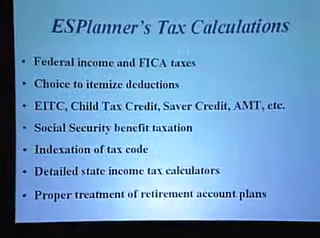 ESPlanner's Tax Calculations
• Federal income and FICA taxes
• Choice to itemize deductions
• EITC, Child Tax Credit, Saver Credit, AMT, etc.
• Social Security benefit taxation
• Indexation of tax code
• Detailed state income tax calculators
• Proper treatment of retirement account plans